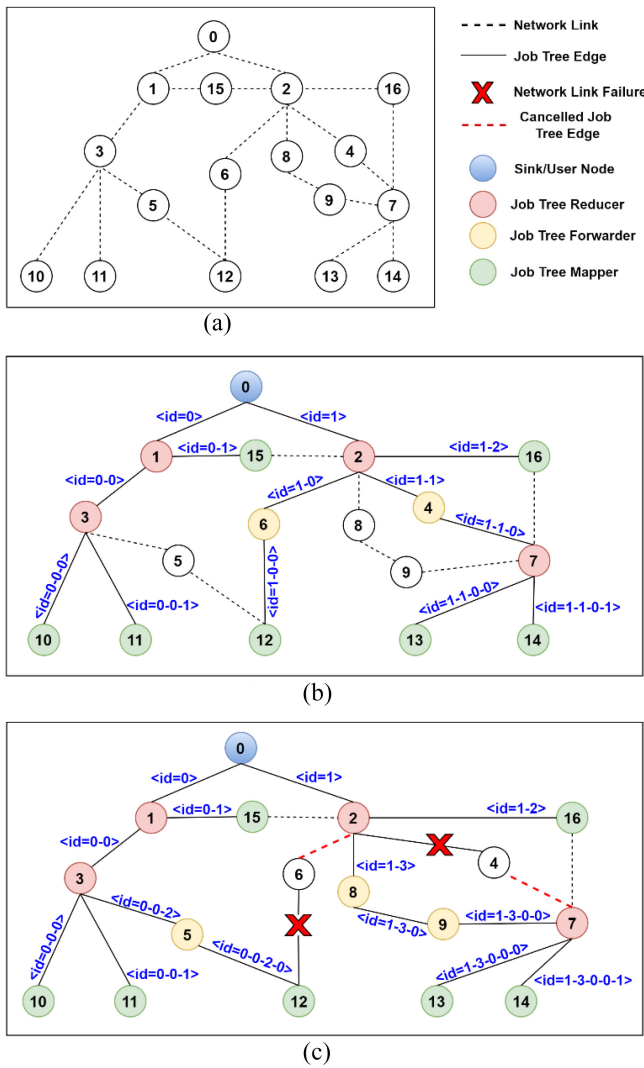 0
1
15
2
16
3
8
4
6
5
9
7
10
11
12
13
14
(a)
Network Link
Job Tree Edge
Network Link Failure
Cancelled Job
Tree Edge
Sink/User Node
Job Tree Reducer
Job Tree Forwarder
Job Tree Mapper
0
<id=0>
<id=1>
1
<id=0-1>
15
2
<id=1-2>
16
<id=0-0>
<id=1-0>
<id=1-1>
3
6
8
4
<id=1-1-0>
5
9
7
<id=0-0-0>
<id=0-0-1>
<id=1-0-0>
<id=1-1-0-0>
<id=1-1-0-1>
10
11
12
13
14
(b)
0
<id=0>
<id=1>
1
<id=0-1>
15
2
<id=1-2>
16
<id=0-0>
<id=1-3>
3
6
8
4
<id=0-0-2>
5
<id=1-3-0>
9
<id=1-3-0-0>
7
<id=0-0-0>
<id=0-0-1>
<id=0-0-2-0>
<id=1-3-0-0-0>
<id=1-3-0-0-1>
10
11
12
13
14
(c)